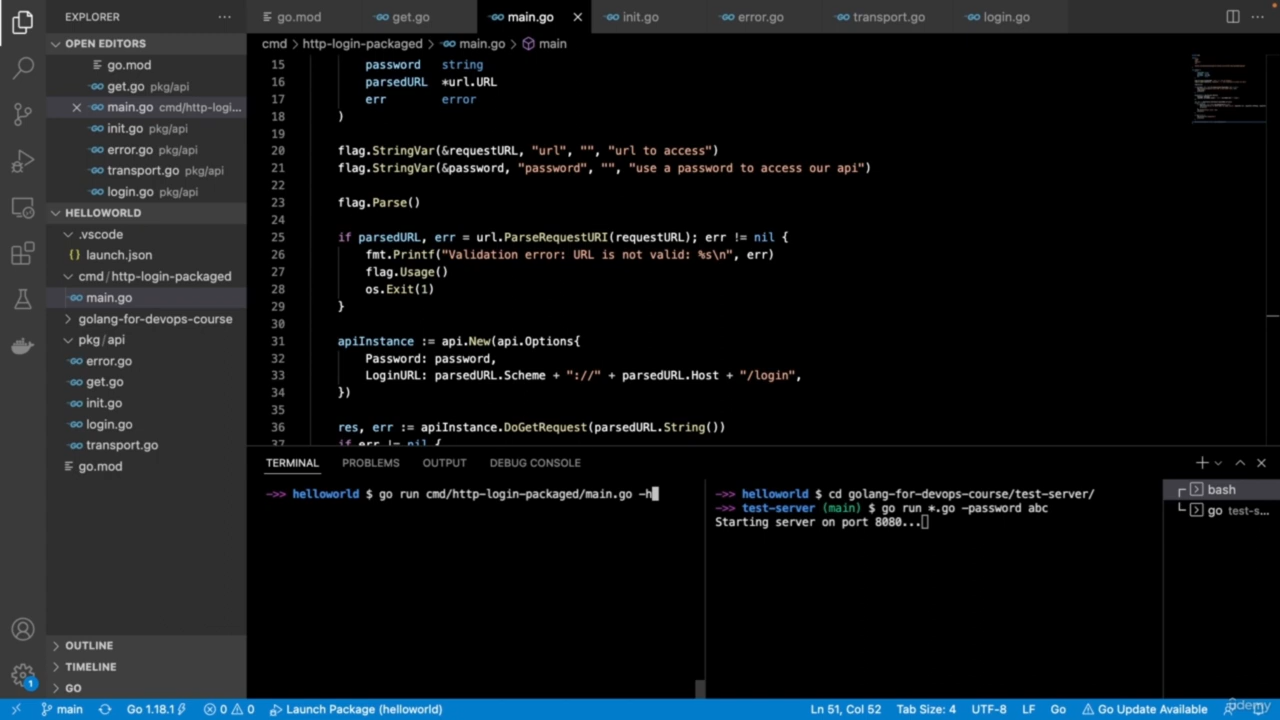 EXPLORER ···
go.mod get.go main.go init.go error.go transport.go login.go
OPEN EDITORS
go.mod
get.go pkg/api
main.go cmd/http-logi...
init.go pkg/api
error.go pkg/api
transport.go pkg/api
login.go pkg/api
HELLOWORLD
.vscode
{} launch.json
cmd/http-login-packaged
main.go
golang-for-devops-course
pkg/api
error.go
get.go
init.go
login.go
transport.go
go.mod
OUTLINE
TIMELINE
GO
cmd > http-login-packaged > main.go > main
15 password string
16 parsedURL *url.URL
17 err error
18 )
19
20 flag.StringVar(&requestURL, "url", "", "url to access")
21 flag.StringVar(&password, "password", "", "use a password to access our api")
22
23 flag.Parse()
24
25 if parsedURL, err = url.ParseRequestURI(requestURL); err != nil {
26 fmt.Printf("Validation error: URL is not valid: %s\n", err)
27 flag.Usage()
28 os.Exit(1)
29 }
30
31 apiInstance := api.New(api.Options{
32 Password: password,
33 LoginURL: parsedURL.Scheme + "://" + parsedURL.Host + "/login",
34 })
35
36 res, err := apiInstance.DoGetRequest(parsedURL.String())
37 if err != nil {
TERMINAL PROBLEMS OUTPUT DEBUG CONSOLE
->> helloworld $ go run cmd/http-login-packaged/main.go -h
->> helloworld $ cd golang-for-devops-course/test-server/
->> test-server (main) $ go run *.go -password abc
Starting server on port 8080...
bash
go test-s...
1
main Go 1.18.1 0 0 Launch Package (helloworld) Ln 51, Col 52 Tab Size: 4 UTF-8 LF Go Go Update Available
udemy